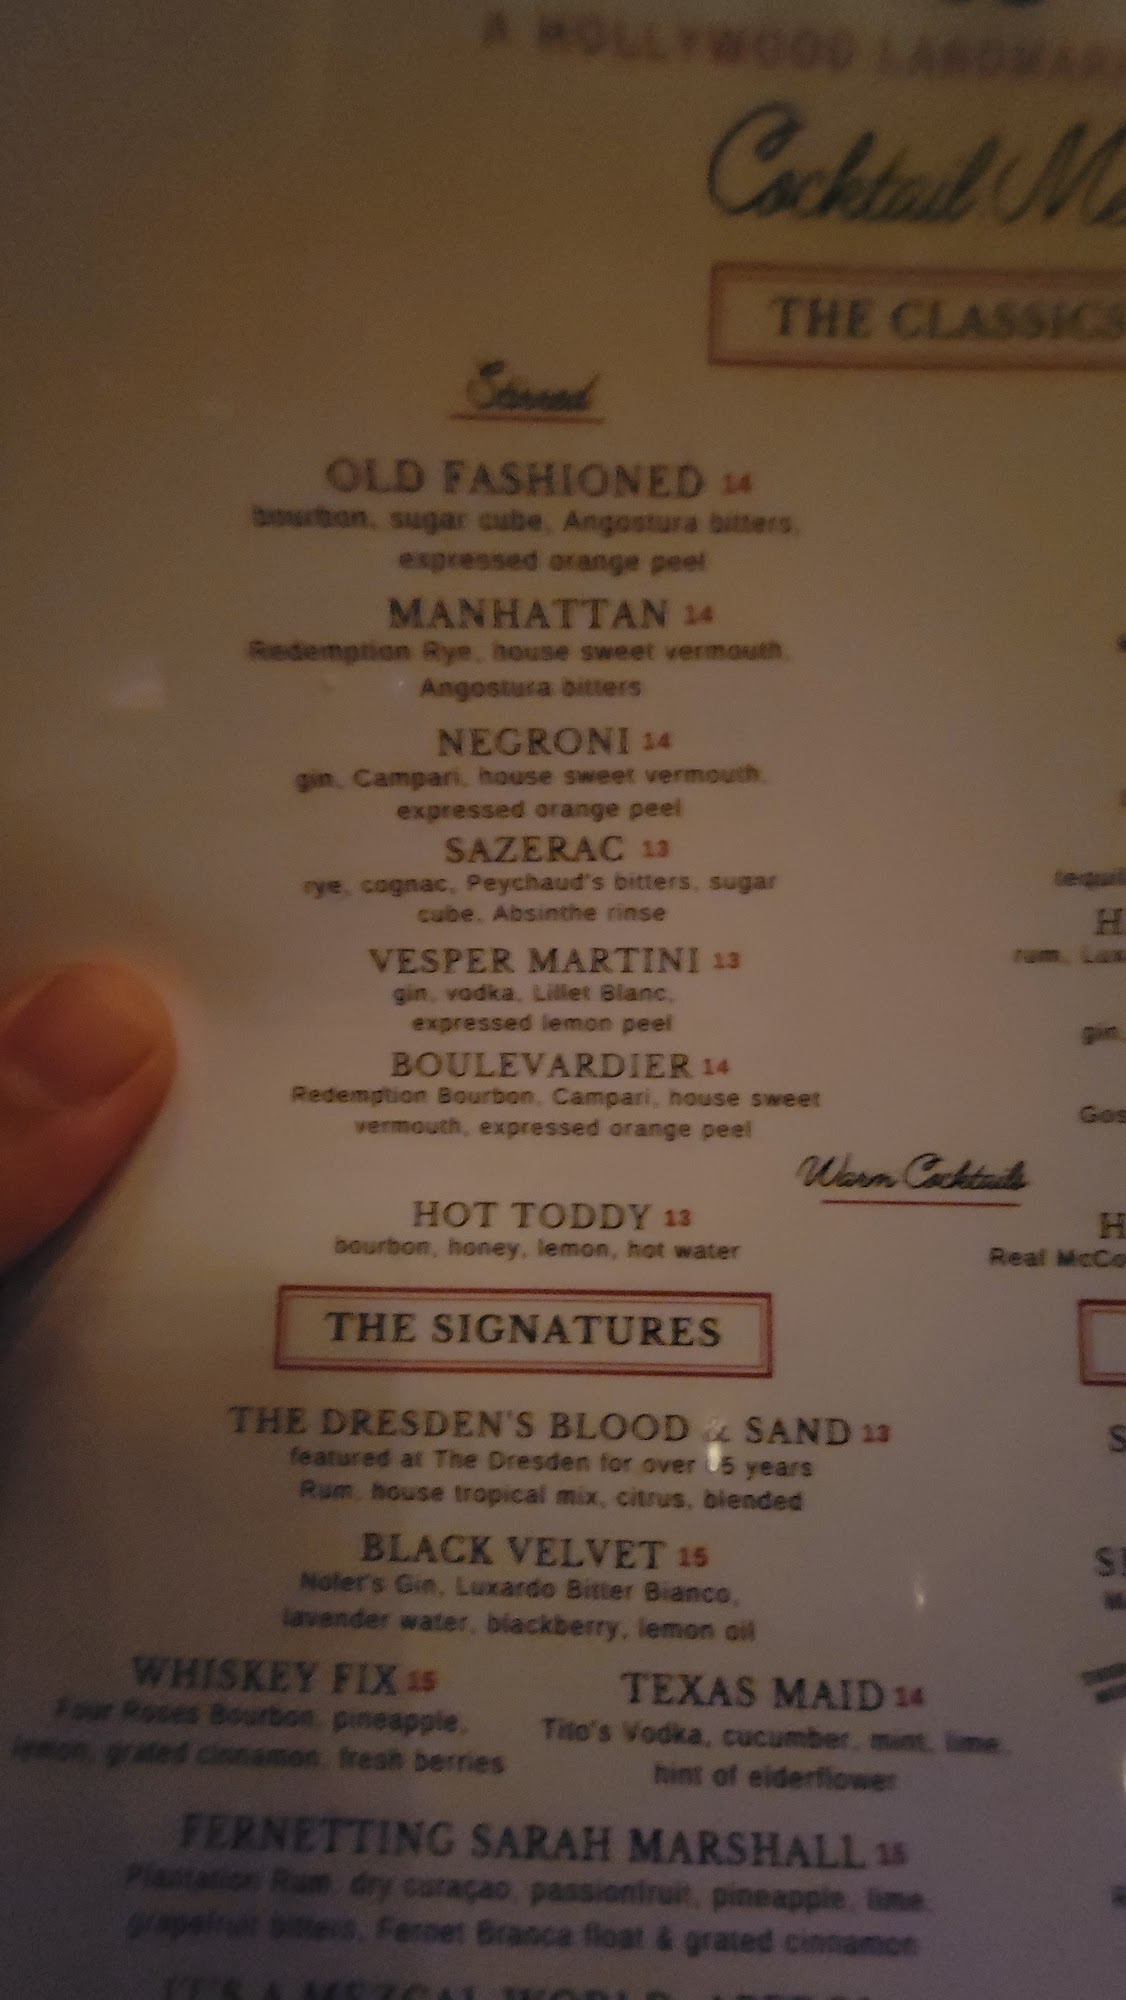 A HOLLYWOOD LANDMARK
Cocktail
THE CLASSICS
Stirred
OLD FASHIONED 14
bourbon, sugar cube, Angostura bitters,
expressed orange peel
MANHATTAN 14
Redemption Rye, house sweet vermouth,
Angostura bitters
NEGRONI 14
gin, Campari, house sweet vermouth,
expressed orange peel
SAZERAC 13
rye, cognac, Peychaud's bitters, sugar
cube, Absinthe rinse
VESPER MARTINI 13
gin, vodka, Lillet Blanc,
expressed lemon peel
BOULEVARDIER 14
Redemption Bourbon, Campari, house sweet
vermouth, expressed orange peel
rum,
gin,
Warm Cocktails
HOT TODDY 13
bourbon, honey, lemon, hot water
Real
THE SIGNATURES
THE DRESDEN'S BLOOD & SAND 13
featured at The Dresden for over years
Rum, house tropical mix, citrus, blended
BLACK VELVET 15
Nolet's Gin, Luxardo Bitter Bianco,
lavender water, blackberry, lemon oil
WHISKEY FIX 15
Four Roses Bourbon, pineapple,
lemon, grated cinnamon, fresh berries
TEXAS MAID 14
Tito's Vodka, cucumber, mint, lime,
hint of elderflower
FERNETTING SARAH MARSHALL 15
Plantation Rum, dry curaçao, passionfruit, pineapple, lime,
grapefruit bitters, Fernet Branca float & grated cinnamon
IT'S A MEZCAL WORLD,